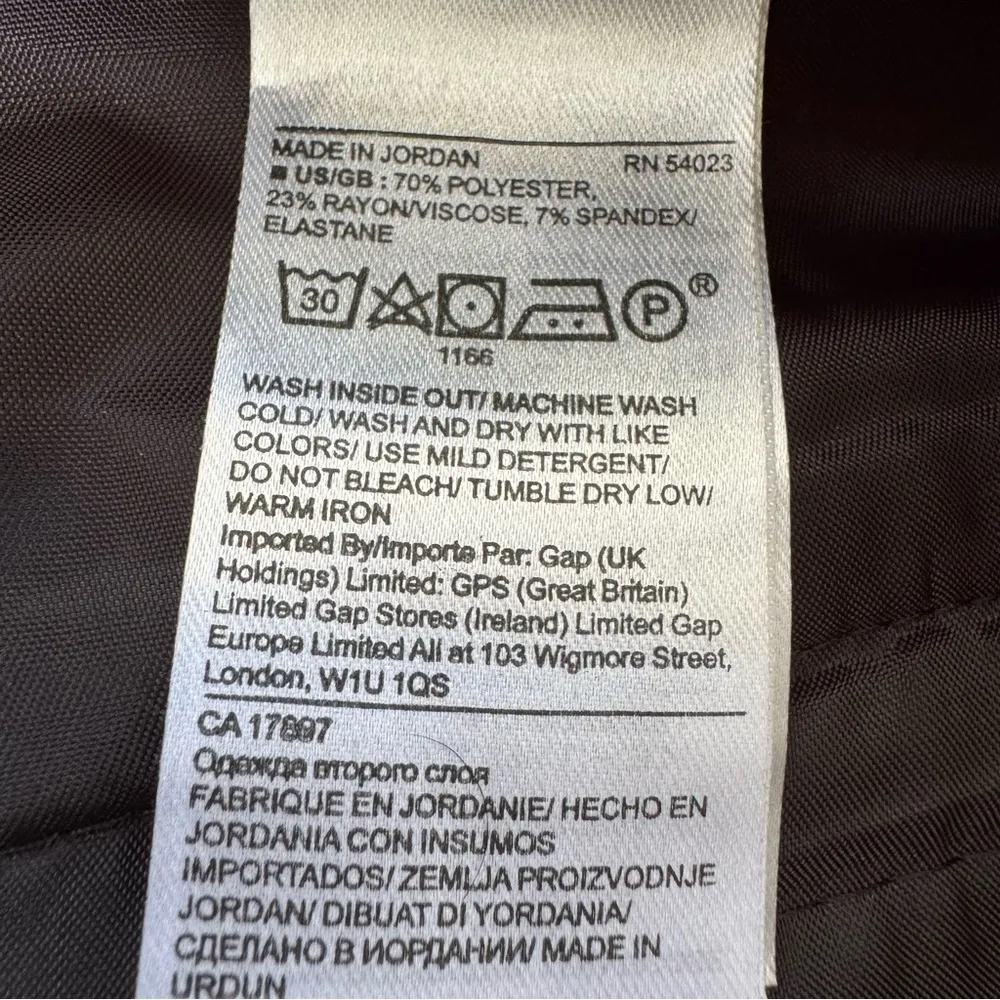 MADE IN JORDAN RN 54023
■ US/GB : 70% POLYESTER,
23% RAYON/VISCOSE, 7% SPANDEX/
ELASTANE
30 P ®
1166
WASH INSIDE OUT/ MACHINE WASH
COLD/ WASH AND DRY WITH LIKE
COLORS/ USE MILD DETERGENT/
DO NOT BLEACH/ TUMBLE DRY LOW/
WARM IRON
Imported By/Importe Par: Gap (UK
Holdings) Limited: GPS (Great Britain)
Limited Gap Stores (Ireland) Limited Gap
Europe Limited All at 103 Wigmore Street,
London, W1U 1QS
CA 17897
Одежда второго слоя
FABRIQUE EN JORDANIE/ HECHO EN
JORDANIA CON INSUMOS
IMPORTADOS/ ZEMLJA PROIZVODNJE
JORDAN/ DIBUAT DI YORDANIA/
СДЕЛАНО В ИОРДАНИИ/ MADE IN
URDUN